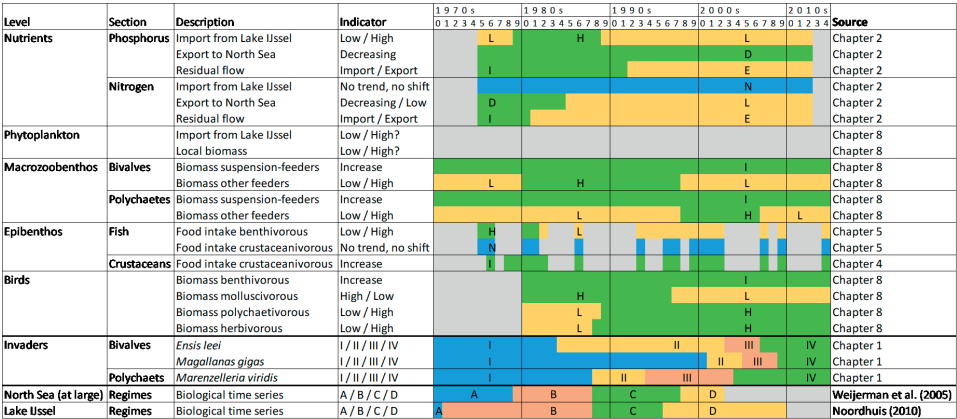 Level Section Description Indicator 1970s 1980s 1990s 2010s Source
0 1 2 3 4 5 6 7 8 9 0 1 2 3 4 5 6 7 8 9 0 1 2 3 4 5 6 7 8 9 0 1 2 3 4 5 6 7 8 9 0 1 2 3 4
Nutrients Phosphorus Import from Lake IJssel Low / High L H L Chapter 2
Export to North Sea Decreasing D Chapter 2
Residual flow Import / Export I E Chapter 2
Nitrogen Import from Lake IJssel No trend, no shift N Chapter 2
Export to North Sea Decreasing / Low D L Chapter 2
Residual flow Import / Export I E Chapter 2
Phytoplankton Import from Lake IJssel Low / High? Chapter 8
Local biomass Low / High? Chapter 8
Macrozoobenthos Bivalves Biomass suspension-feeders Increase I Chapter 8
Biomass other feeders Low / High L H L Chapter 8
Polychaetes Biomass suspension-feeders Increase I Chapter 8
Biomass other feeders Low / High L H L Chapter 8
Epibenthos Fish Food intake benthivorous Low / High H L Chapter 5
Food intake crustaceanivorous No trend, no shift N Chapter 5
Crustaceans Food intake crustaceanivorous Increase I Chapter 4
Birds Biomass benthivorous Increase I Chapter 8
Biomass molluscivorous High / Low H L Chapter 8
Biomass polychaetivorous Low / High L H Chapter 8
Biomass herbivorous Low / High L H Chapter 8
Invaders Bivalves Ensis leei I / II / III / IV I II III IV Chapter 1
Magallanas gigas I / II / III / IV I II III IV Chapter 1
Polychaets Marenzelleria viridis I / II / III / IV I II III IV Chapter 1
North Sea (at large) Regimes Biological time series A / B / C / D A B C D Weijerman et al. (2005)
Lake IJssel Regimes Biological time series A / B / C / D A B C D Noordhuis (2010)